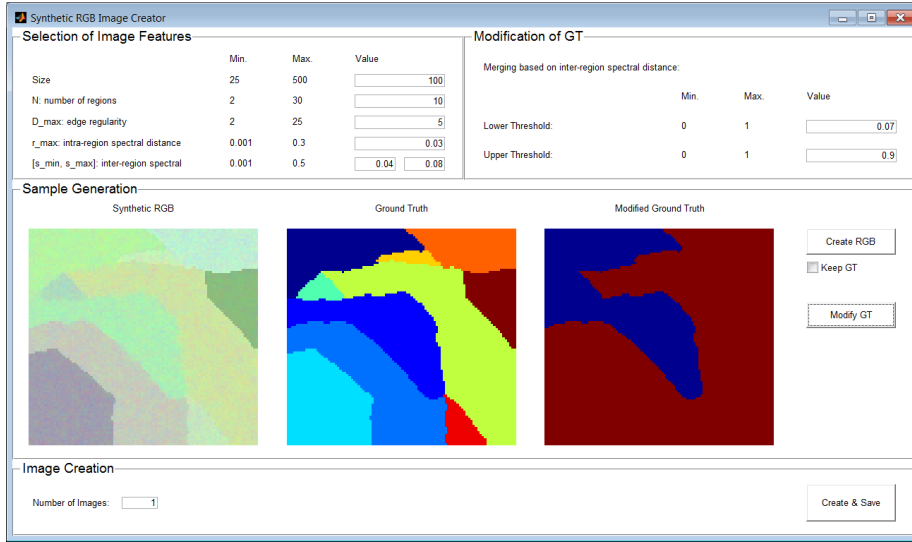 Synthetic RGB Image Creator
Selection of Image Features
Min. Max. Value
Size 25 500 100
N: number of regions 2 30 10
D_max: edge regularity 2 25 5
r_max: intra-region spectral distance 0.001 0.3 0.03
[s_min, s_max]: inter-region spectral 0.001 0.5 0.04 0.08
Modification of GT
Merging based on inter-region spectral distance:
Min. Max. Value
Lower Threshold: 0 1 0.07
Upper Threshold: 0 1 0.9
Sample Generation
Synthetic RGB Ground Truth Modified Ground Truth
Create RGB
Keep GT
Modify GT
Image Creation
Number of Images: 1
Create & Save